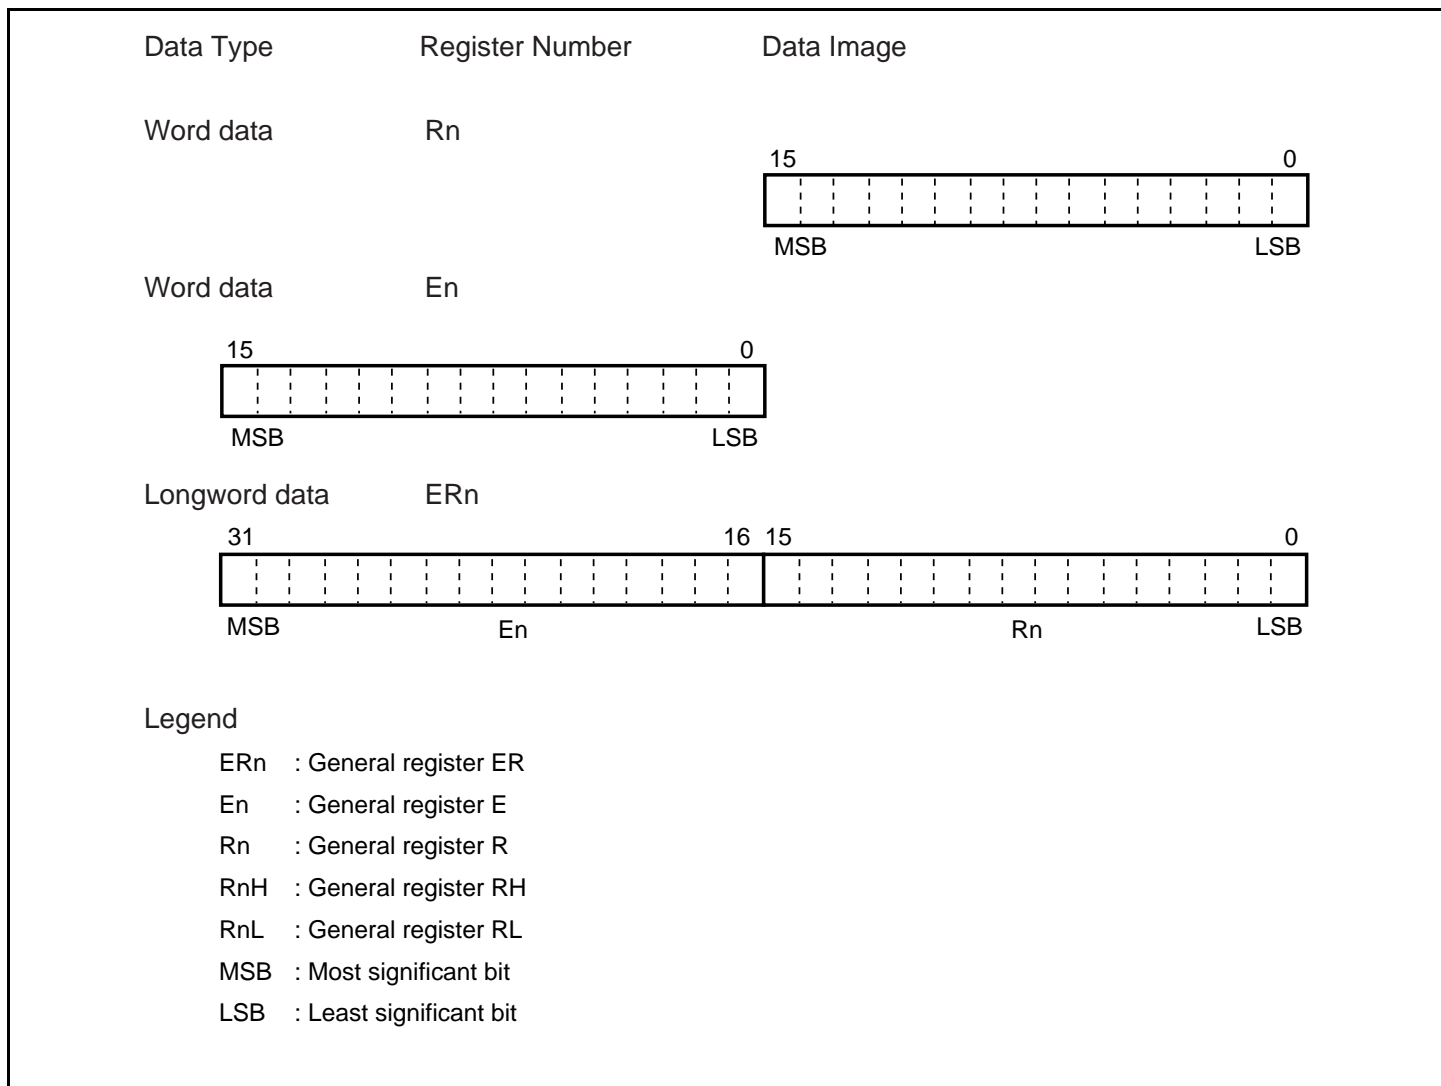 Data Type Register Number Data Image
Word data Rn
15 0
MSB LSB
Word data En
15 0
MSB LSB
Longword data ERn
31 16 15 0
MSB En Rn LSB
Legend
ERn : General register ER
En : General register E
Rn : General register R
RnH : General register RH
RnL : General register RL
MSB : Most significant bit
LSB : Least significant bit